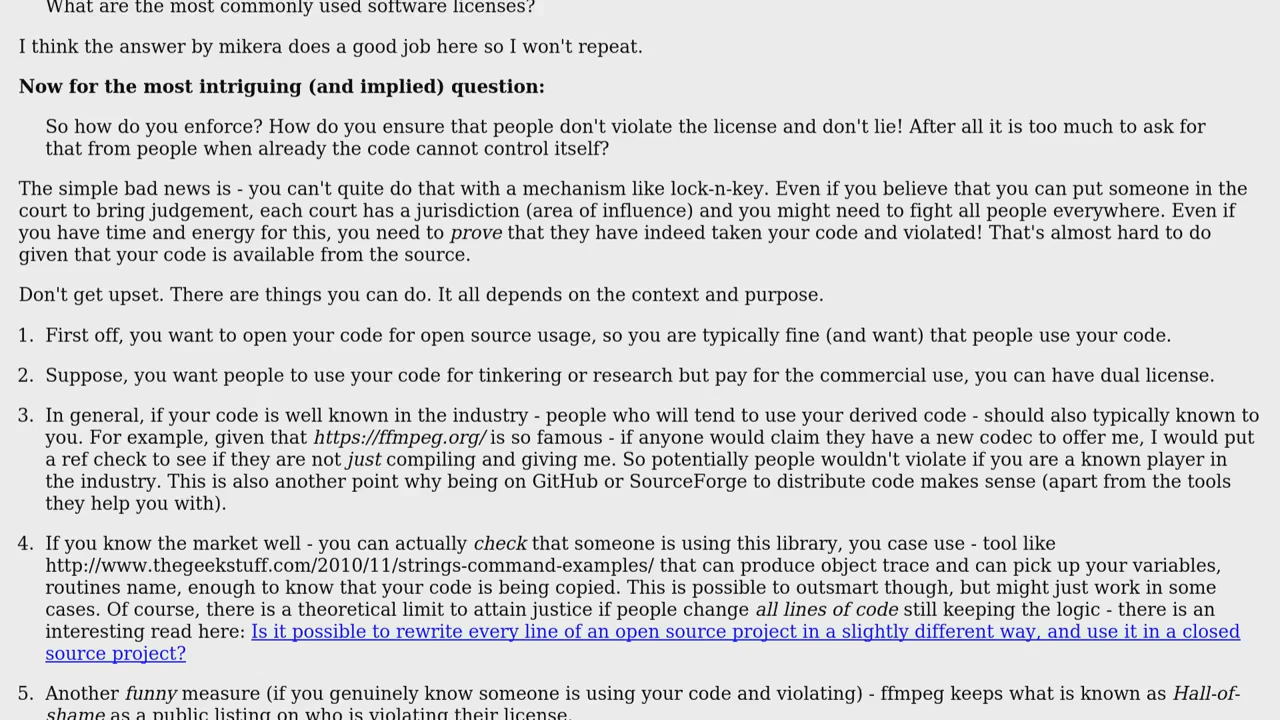 What are the most commonly used software licenses?
I think the answer by mikera does a good job here so I won't repeat.
Now for the most intriguing (and implied) question:
So how do you enforce? How do you ensure that people don't violate the license and don't lie! After all it is too much to ask for
that from people when already the code cannot control itself?
The simple bad news is - you can't quite do that with a mechanism like lock-n-key. Even if you believe that you can put someone in the
court to bring judgement, each court has a jurisdiction (area of influence) and you might need to fight all people everywhere. Even if
you have time and energy for this, you need to prove that they have indeed taken your code and violated! That's almost hard to do
given that your code is available from the source.
Don't get upset. There are things you can do. It all depends on the context and purpose.
1. First off, you want to open your code for open source usage, so you are typically fine (and want) that people use your code.
2. Suppose, you want people to use your code for tinkering or research but pay for the commercial use, you can have dual license.
3. In general, if your code is well known in the industry - people who will tend to use your derived code - should also typically known to
you. For example, given that https://ffmpeg.org/ is so famous - if anyone would claim they have a new codec to offer me, I would put
a ref check to see if they are not just compiling and giving me. So potentially people wouldn't violate if you are a known player in
the industry. This is also another point why being on GitHub or SourceForge to distribute code makes sense (apart from the tools
they help you with).
4. If you know the market well - you can actually check that someone is using this library, you case use - tool like
http://www.thegeekstuff.com/2010/11/strings-command-examples/ that can produce object trace and can pick up your variables,
routines name, enough to know that your code is being copied. This is possible to outsmart though, but might just work in some
cases. Of course, there is a theoretical limit to attain justice if people change all lines of code still keeping the logic - there is an
interesting read here: Is it possible to rewrite every line of an open source project in a slightly different way, and use it in a closed
source project?
5. Another funny measure (if you genuinely know someone is using your code and violating) - ffmpeg keeps what is known as Hall-of-
shame as a public listing on who is violating their license.